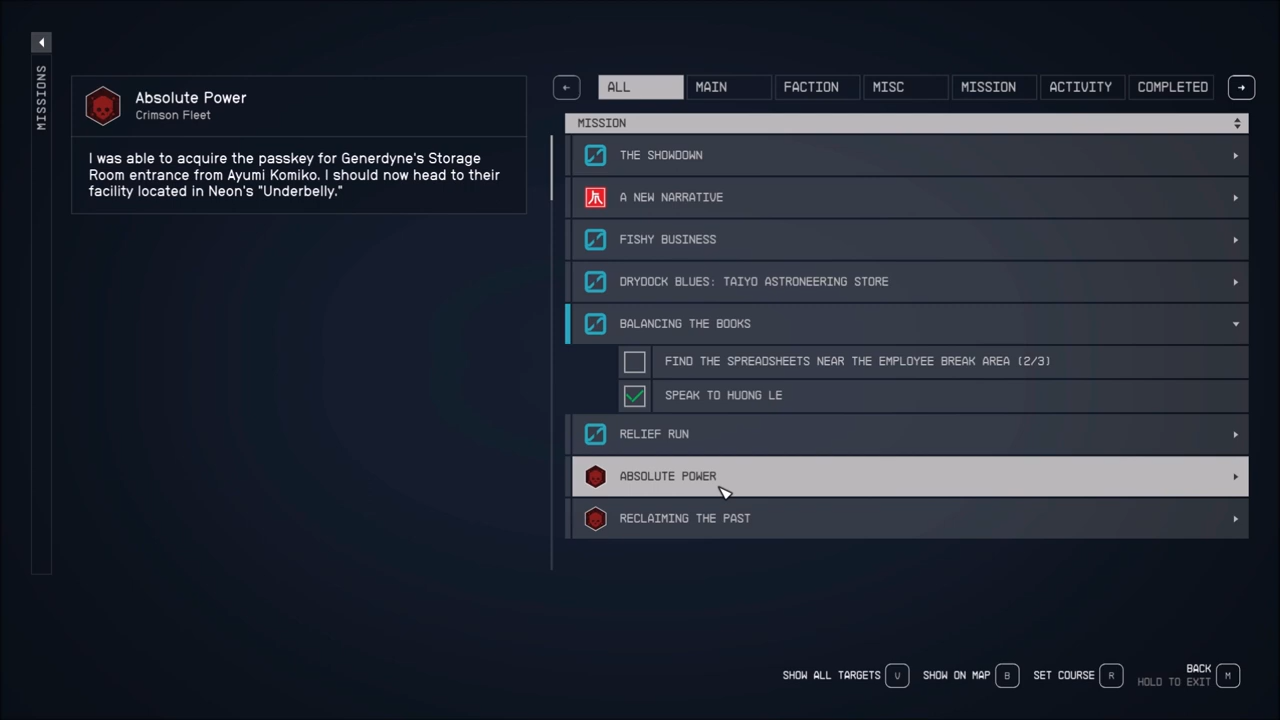 MISSIONS
Absolute Power
Crimson Fleet
I was able to acquire the passkey for Generdyne's Storage
Room entrance from Ayumi Komiko. I should now head to their
facility located in Neon's "Underbelly."
ALL
MAIN
FACTION
MISC
MISSION
ACTIVITY
COMPLETED
MISSION
THE SHOWDOWN
A NEW NARRATIVE
FISHY BUSINESS
DRYDOCK BLUES: TAIYO ASTRONEERING STORE
BALANCING THE BOOKS
FIND THE SPREADSHEETS NEAR THE EMPLOYEE BREAK AREA (2/3)
SPEAK TO HUONG LE
RELIEF RUN
ABSOLUTE POWER
RECLAIMING THE PAST
SHOW ALL TARGETS V
SHOW ON MAP B
SET COURSE R
BACK M
HOLD TO EXIT